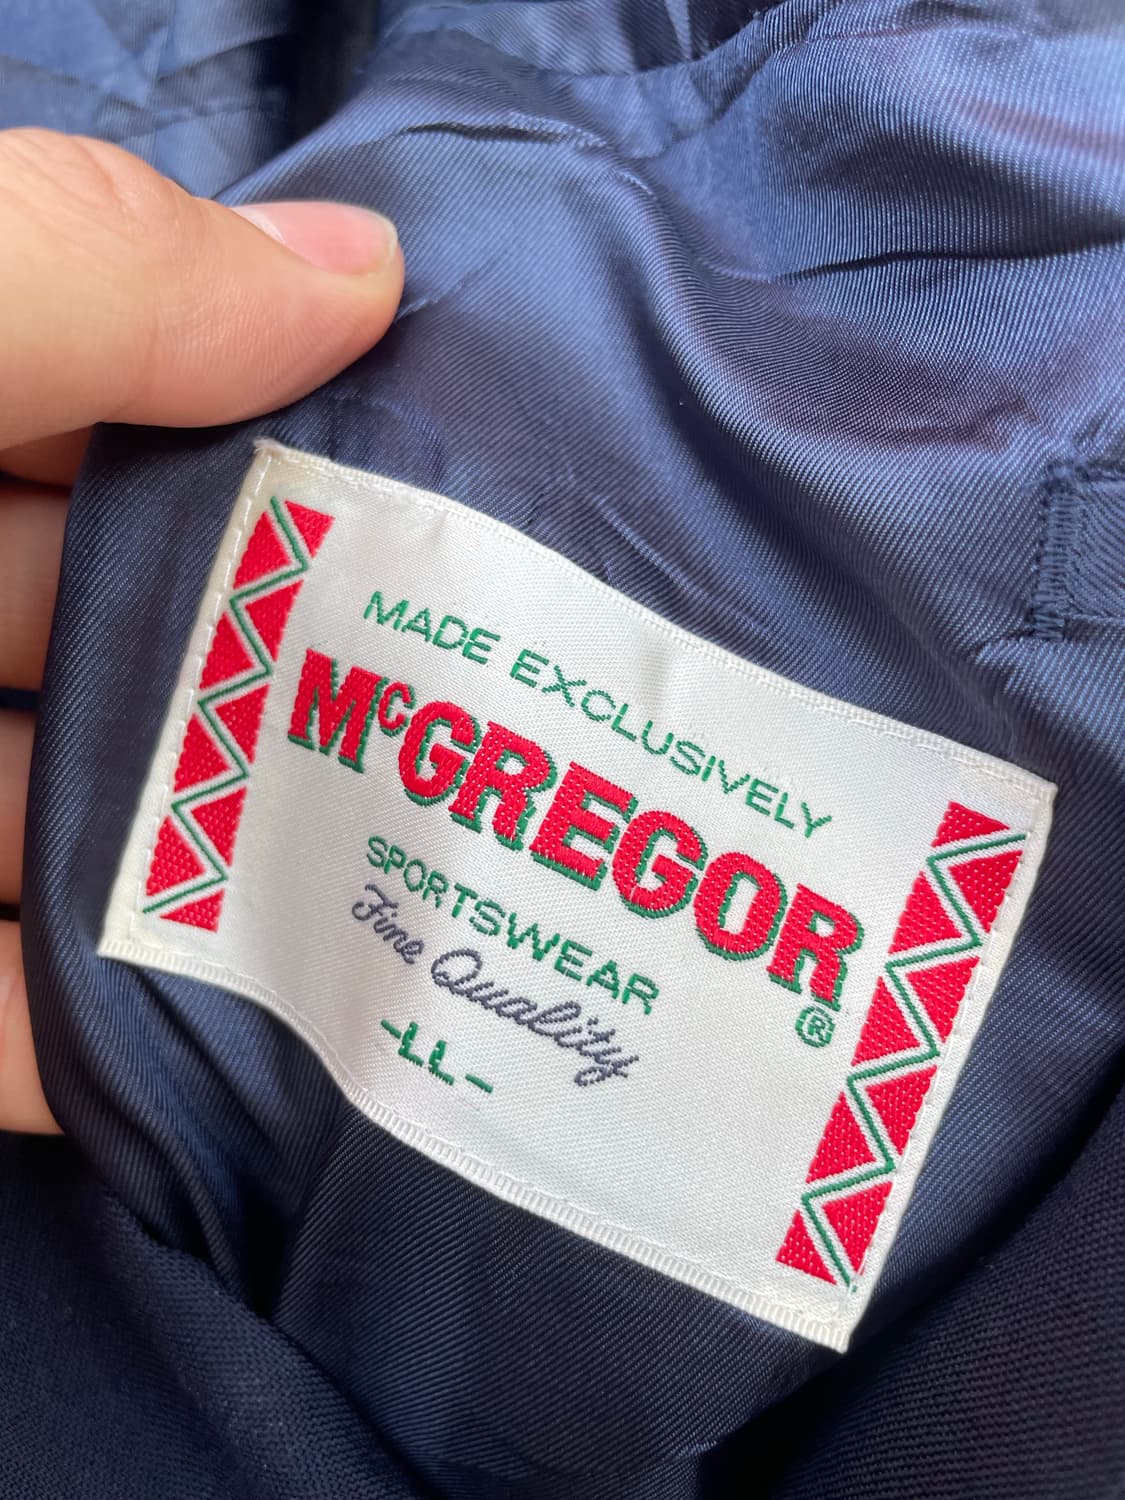 MADE EXCLUSIVELY
McGREGOR®
SPORTSWEAR
Fine Quality
-LL-